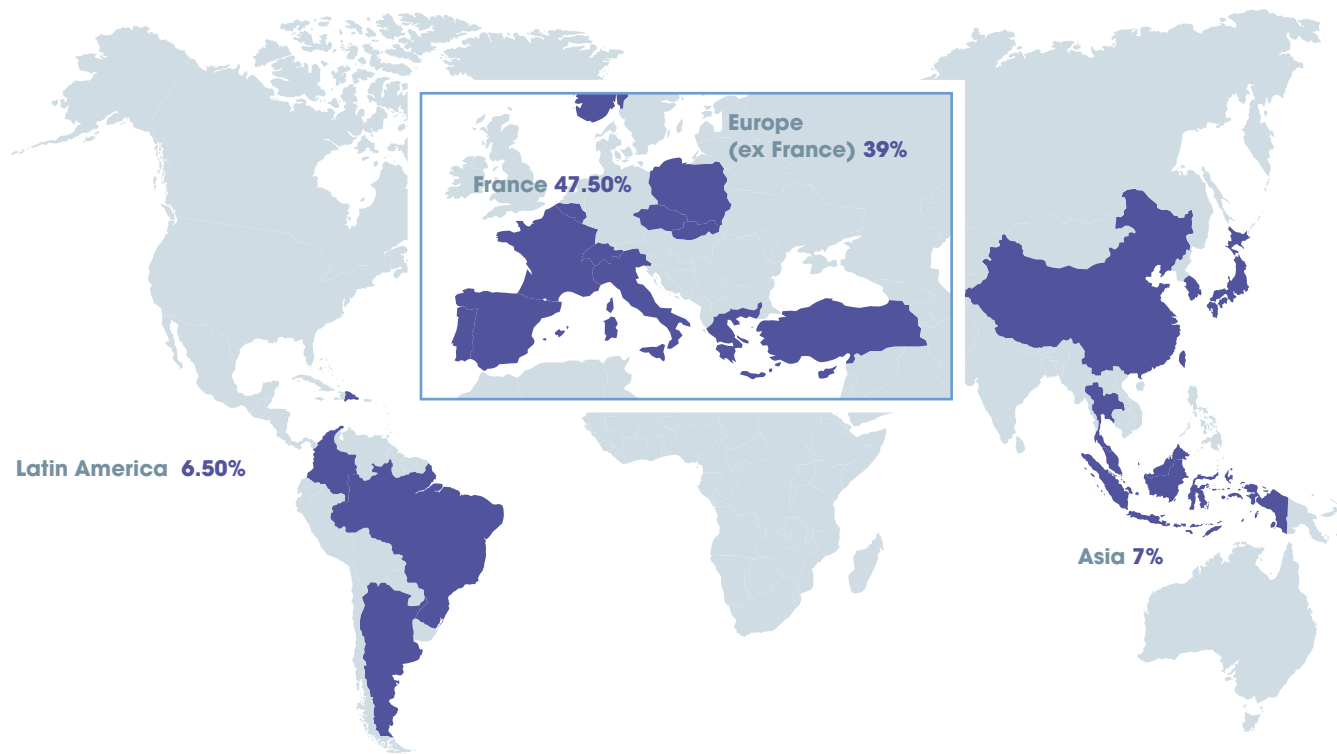 Europe
(ex France) 39%
France 47.50%
Latin America 6.50%
Asia 7%